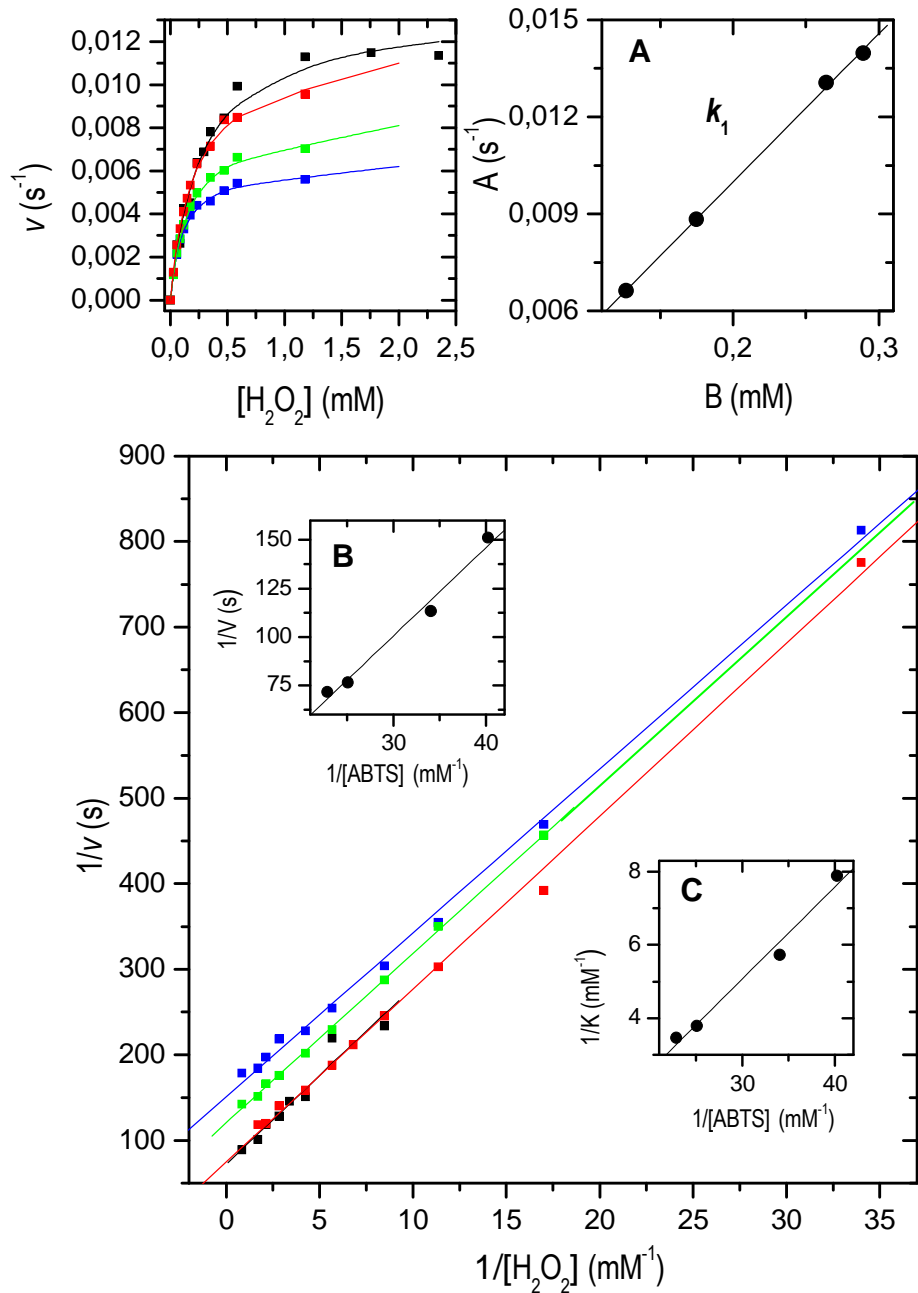 0,012
0,010
0,008
0,006
0,004
0,002
0,000
v (s⁻¹)
0,0 0,5 1,0 1,5 2,0 2,5
[H₂O₂] (mM)
A
k₁
0,015
0,012
0,009
0,006
A (s⁻¹)
0,2 0,3
B (mM)
900
800
700
600
500
400
300
200
100
1/v (s)
0 5 10 15 20 25 30 35
1/[H₂O₂] (mM⁻¹)
B
150
125
100
75
1/V (s)
30 40
1/[ABTS] (mM⁻¹)
C
8
6
4
1/K (mM⁻¹)
30 40
1/[ABTS] (mM⁻¹)